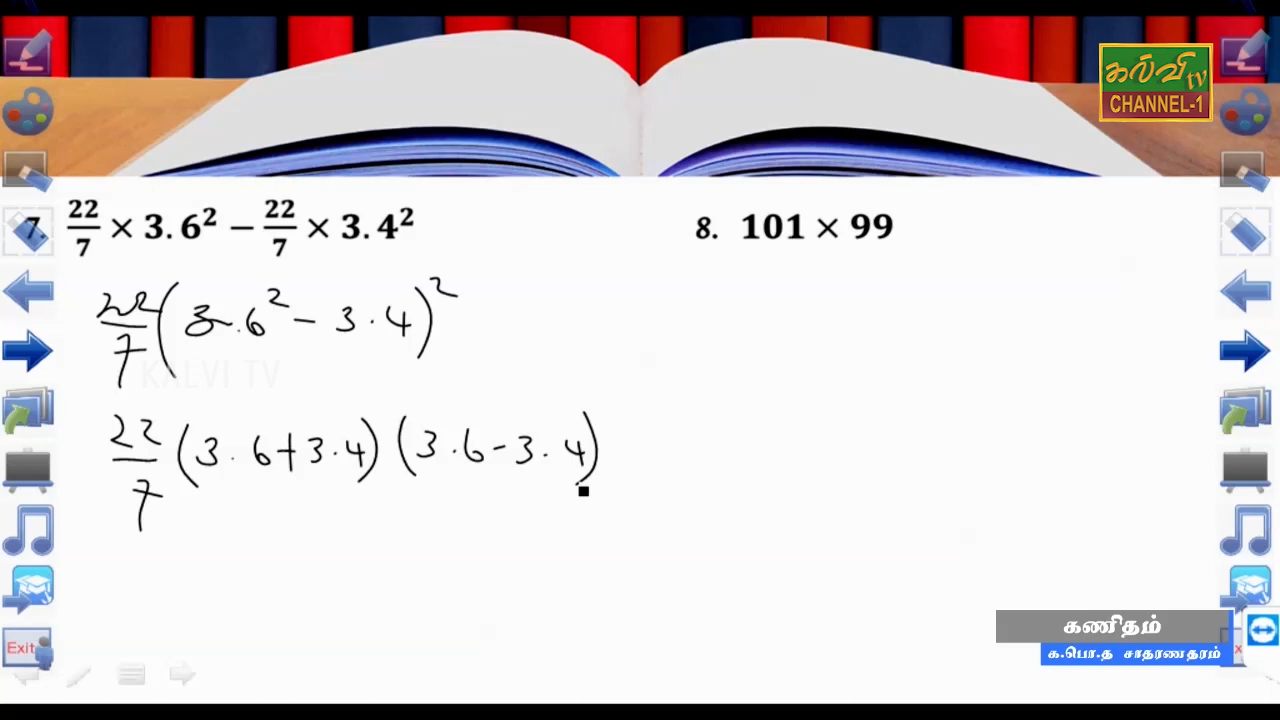 கல்வி tv
CHANNEL-1
7. 22/7 × 3.6² − 22/7 × 3.4²
8. 101 × 99
22/7 (3.6² − 3.4)²
KALVI TV
22/7 (3.6+3.4) (3.6−3.4)
கணிதம்
க.பொ.த சாதரணதரம்
Exit